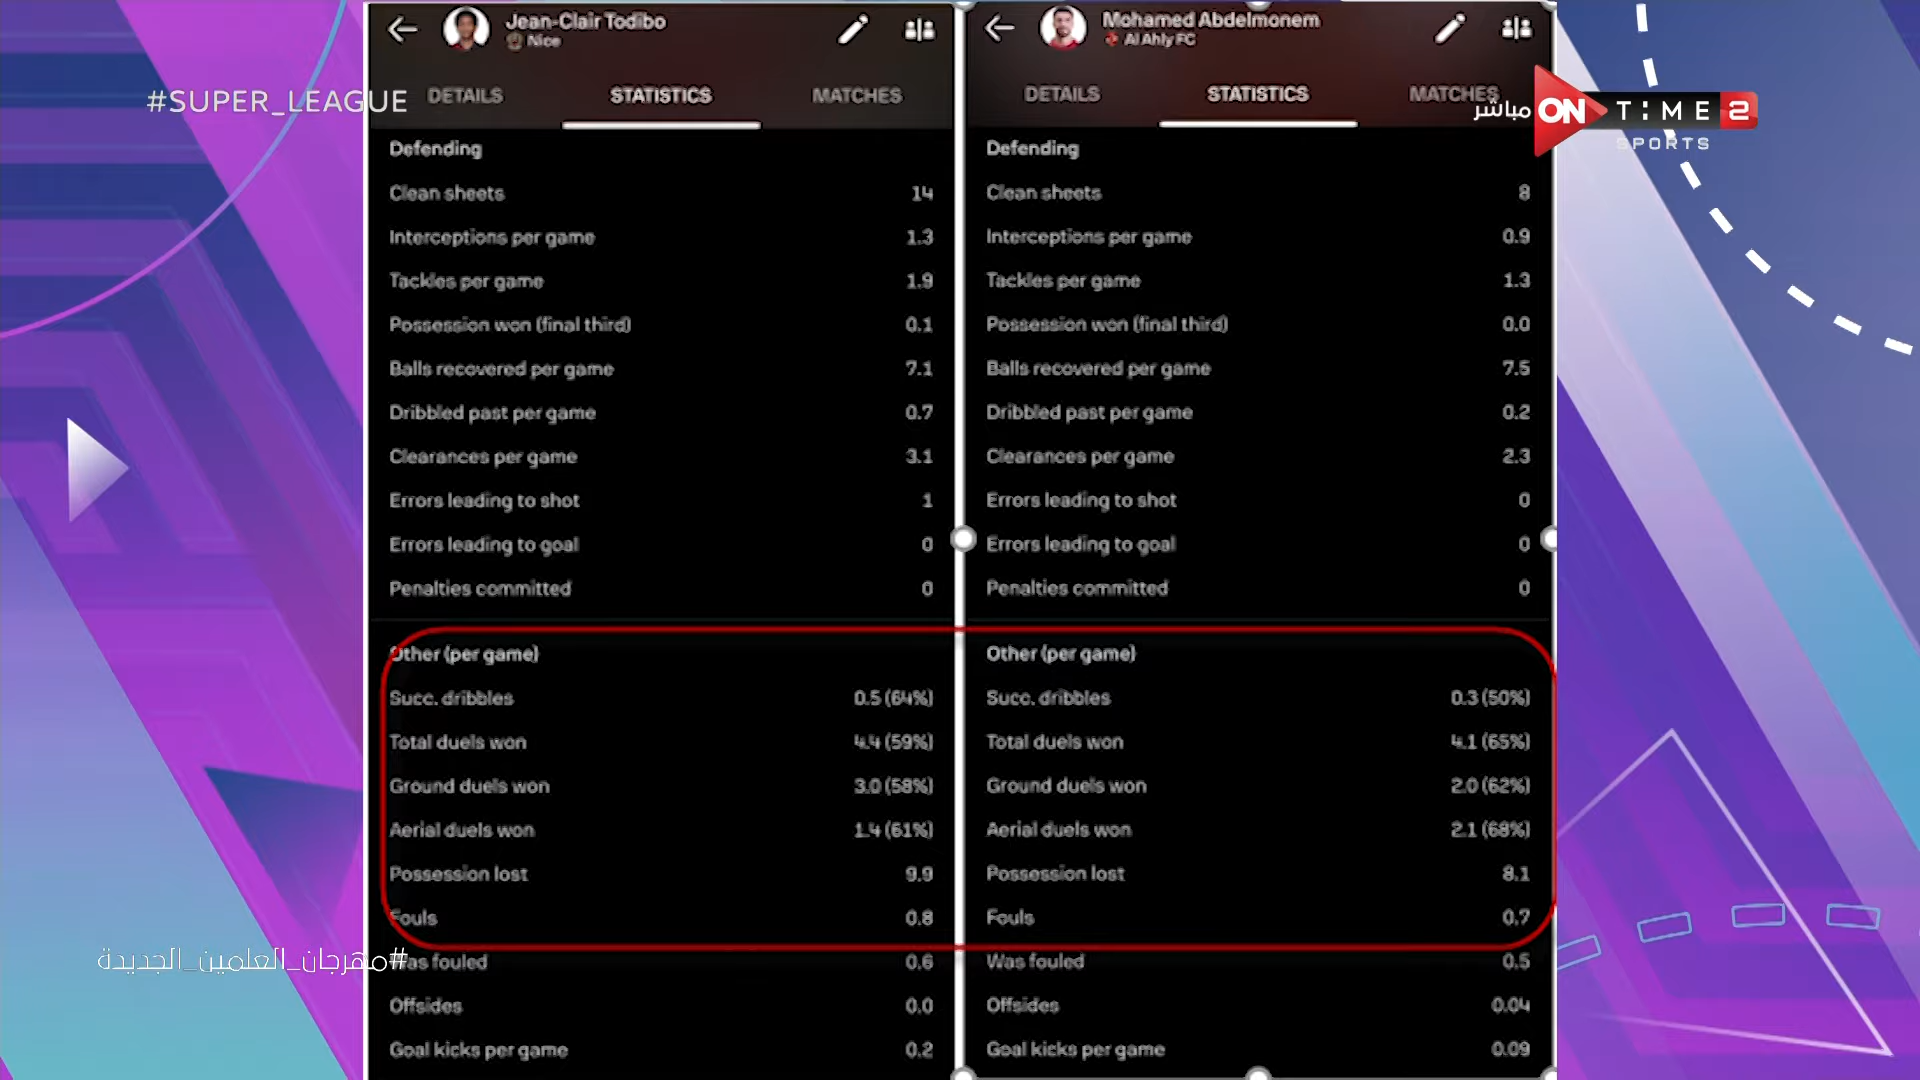 #SUPER_LEAGUE
Jean-Clair Todibo
Nice
DETAILS STATISTICS MATCHES
Defending
Clean sheets 14
Interceptions per game 1.3
Tackles per game 1.9
Possession won (final third) 0.1
Balls recovered per game 7.1
Dribbled past per game 0.7
Clearances per game 3.1
Errors leading to shot 1
Errors leading to goal 0
Penalties committed 0
Other (per game)
Succ. dribbles 0.5 (64%)
Total duels won 4.4 (59%)
Ground duels won 3.0 (58%)
Aerial duels won 1.4 (61%)
Possession lost 9.9
Fouls 0.8
Was fouled 0.6
Offsides 0.0
Goal kicks per game 0.2
Mohamed Abdelmonem
Al Ahly FC
DETAILS STATISTICS MATCHES
Defending
Clean sheets 8
Interceptions per game 0.9
Tackles per game 1.3
Possession won (final third) 0.0
Balls recovered per game 7.5
Dribbled past per game 0.2
Clearances per game 2.3
Errors leading to shot 0
Errors leading to goal 0
Penalties committed 0
Other (per game)
Succ. dribbles 0.3 (50%)
Total duels won 4.1 (65%)
Ground duels won 2.0 (62%)
Aerial duels won 2.1 (68%)
Possession lost 8.1
Fouls 0.7
Was fouled 0.5
Offsides 0.04
Goal kicks per game 0.09
مباشر ON TIME 2
SPORTS
#مهرجان_العلمين_الجديدة